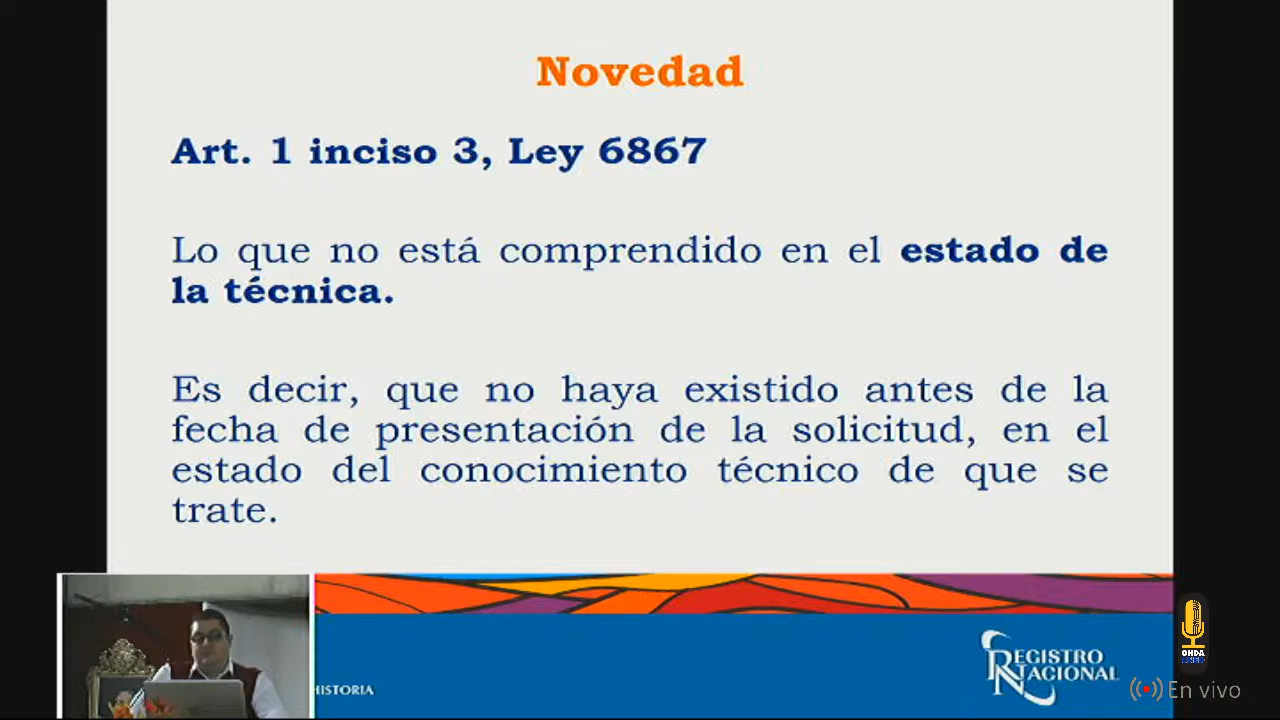 Novedad
Art. 1 inciso 3, Ley 6867
Lo que no está comprendido en el estado de
la técnica.
Es decir, que no haya existido antes de la
fecha de presentación de la solicitud, en el
estado del conocimiento técnico de que se
trate.
HISTORIA
REGISTRO
NACIONAL
ONDA
UNED
En vivo